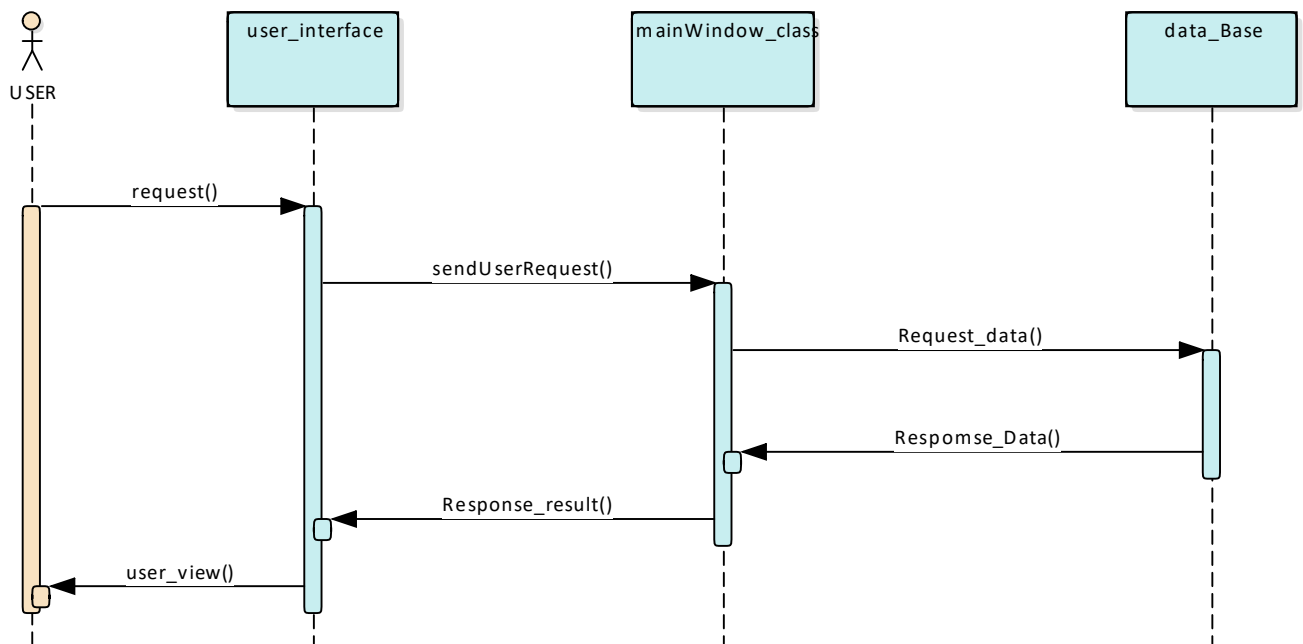 user_interface
mainWindow_class
data_Base
USER
request()
sendUserRequest()
Request_data()
Respomse_Data()
Response_result()
user_view()